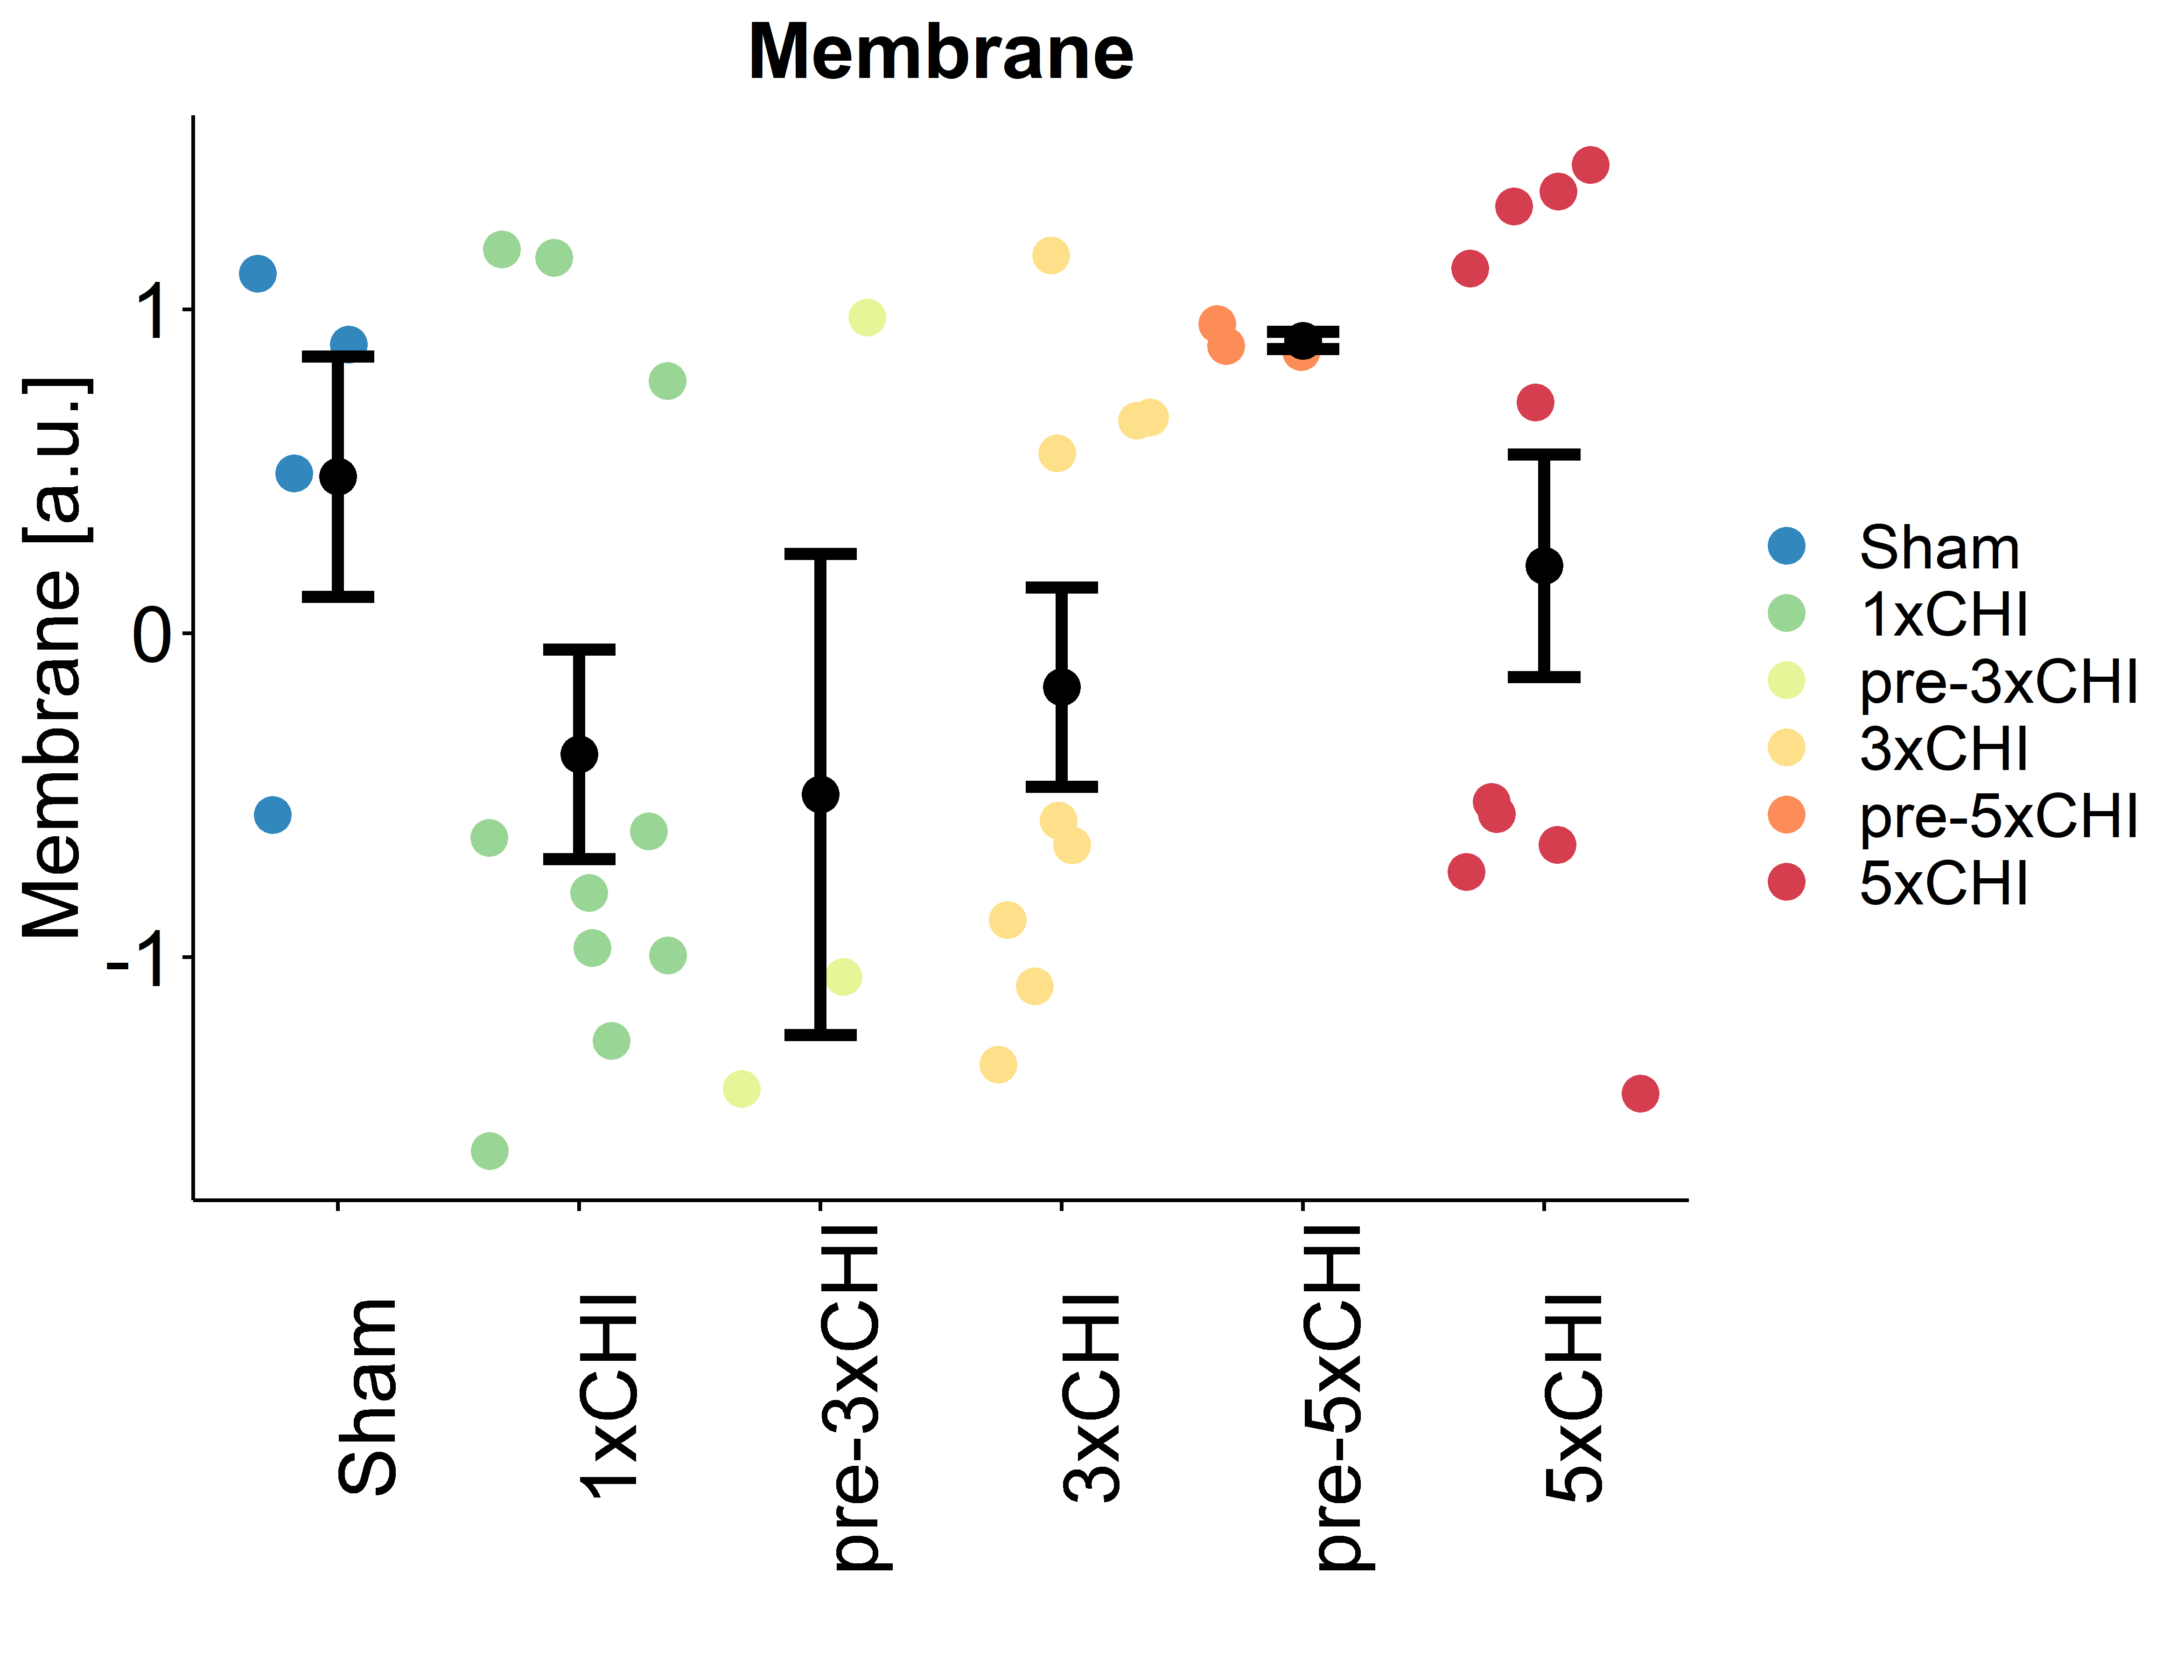 Membrane
Membrane [a.u.]
1
0
-1
Sham
1xCHI
pre-3xCHI
3xCHI
pre-5xCHI
5xCHI
Sham
1xCHI
pre-3xCHI
3xCHI
pre-5xCHI
5xCHI